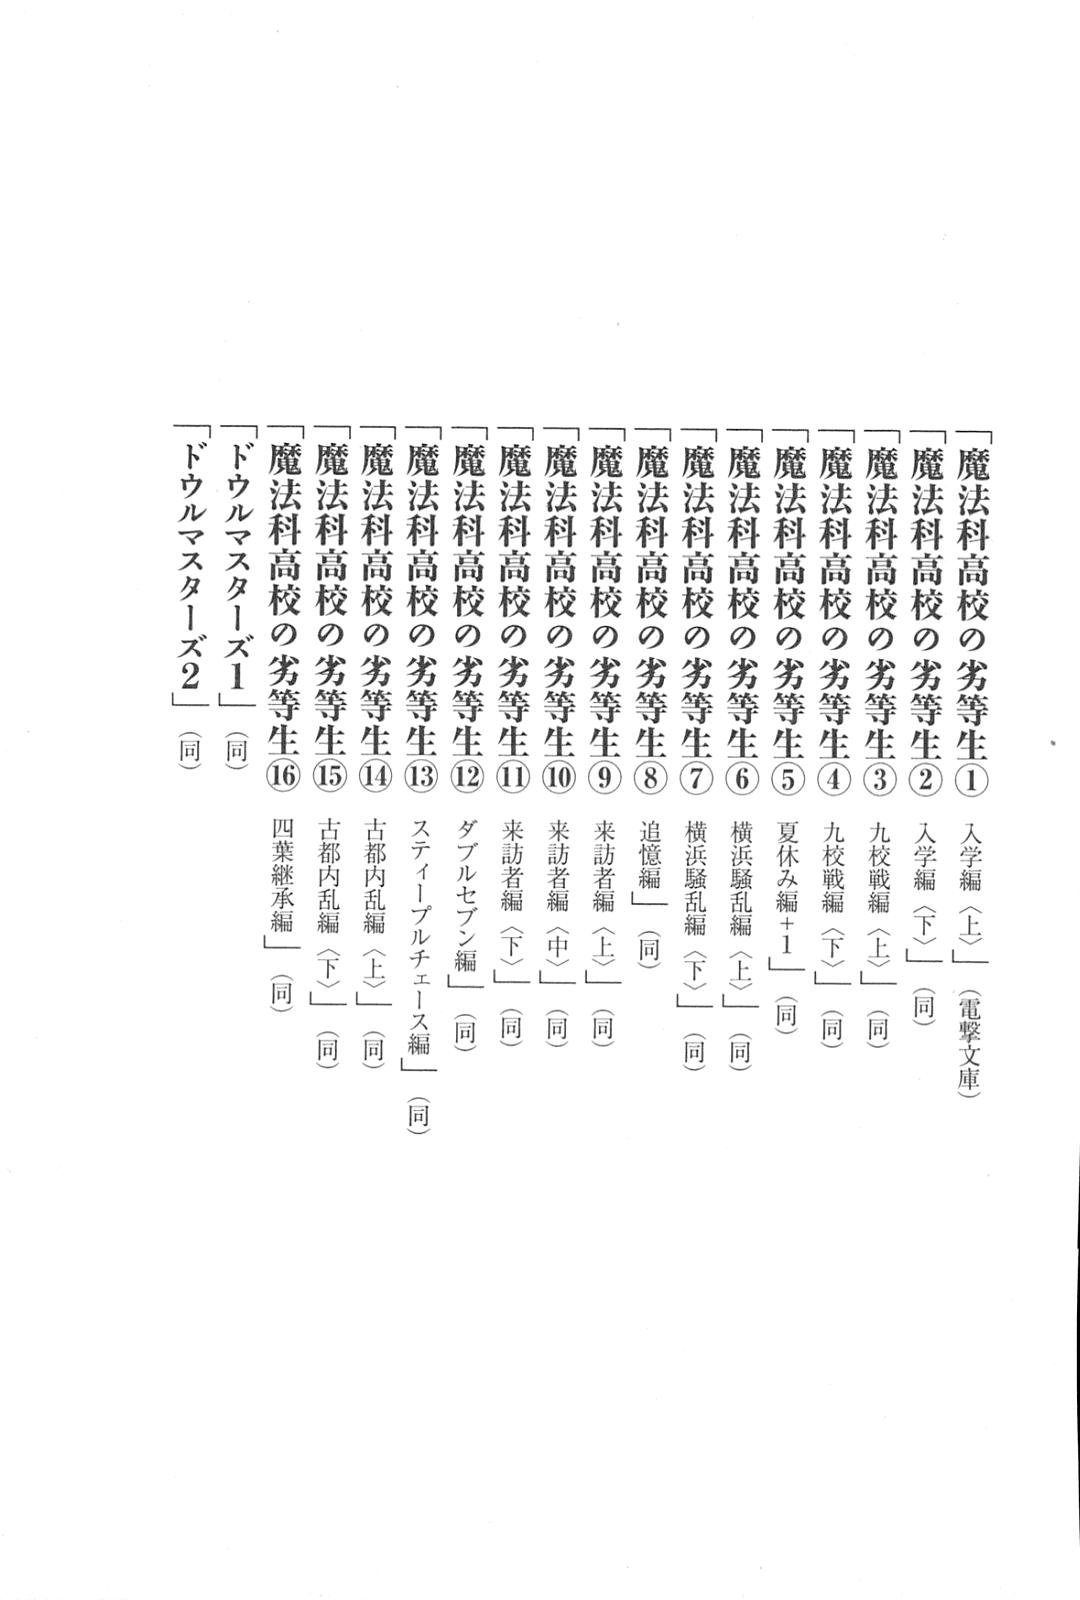 「魔法科高校の劣等生① 入学編〈上〉」(電撃文庫)
「魔法科高校の劣等生② 入学編〈下〉」(同)
「魔法科高校の劣等生③ 九校戦編〈上〉」(同)
「魔法科高校の劣等生④ 九校戦編〈下〉」(同)
「魔法科高校の劣等生⑤ 夏休み編+1」(同)
「魔法科高校の劣等生⑥ 横浜騒乱編〈上〉」(同)
「魔法科高校の劣等生⑦ 横浜騒乱編〈下〉」(同)
「魔法科高校の劣等生⑧ 追憶編」(同)
「魔法科高校の劣等生⑨ 来訪者編〈上〉」(同)
「魔法科高校の劣等生⑩ 来訪者編〈中〉」(同)
「魔法科高校の劣等生⑪ 来訪者編〈下〉」(同)
「魔法科高校の劣等生⑫ ダブルセブン編」(同)
「魔法科高校の劣等生⑬ スティープルチェース編」(同)
「魔法科高校の劣等生⑭ 古都内乱編〈上〉」(同)
「魔法科高校の劣等生⑮ 古都内乱編〈下〉」(同)
「魔法科高校の劣等生⑯ 四葉継承編」(同)
「ドウルマスターズ1」(同)
「ドウルマスターズ2」(同)